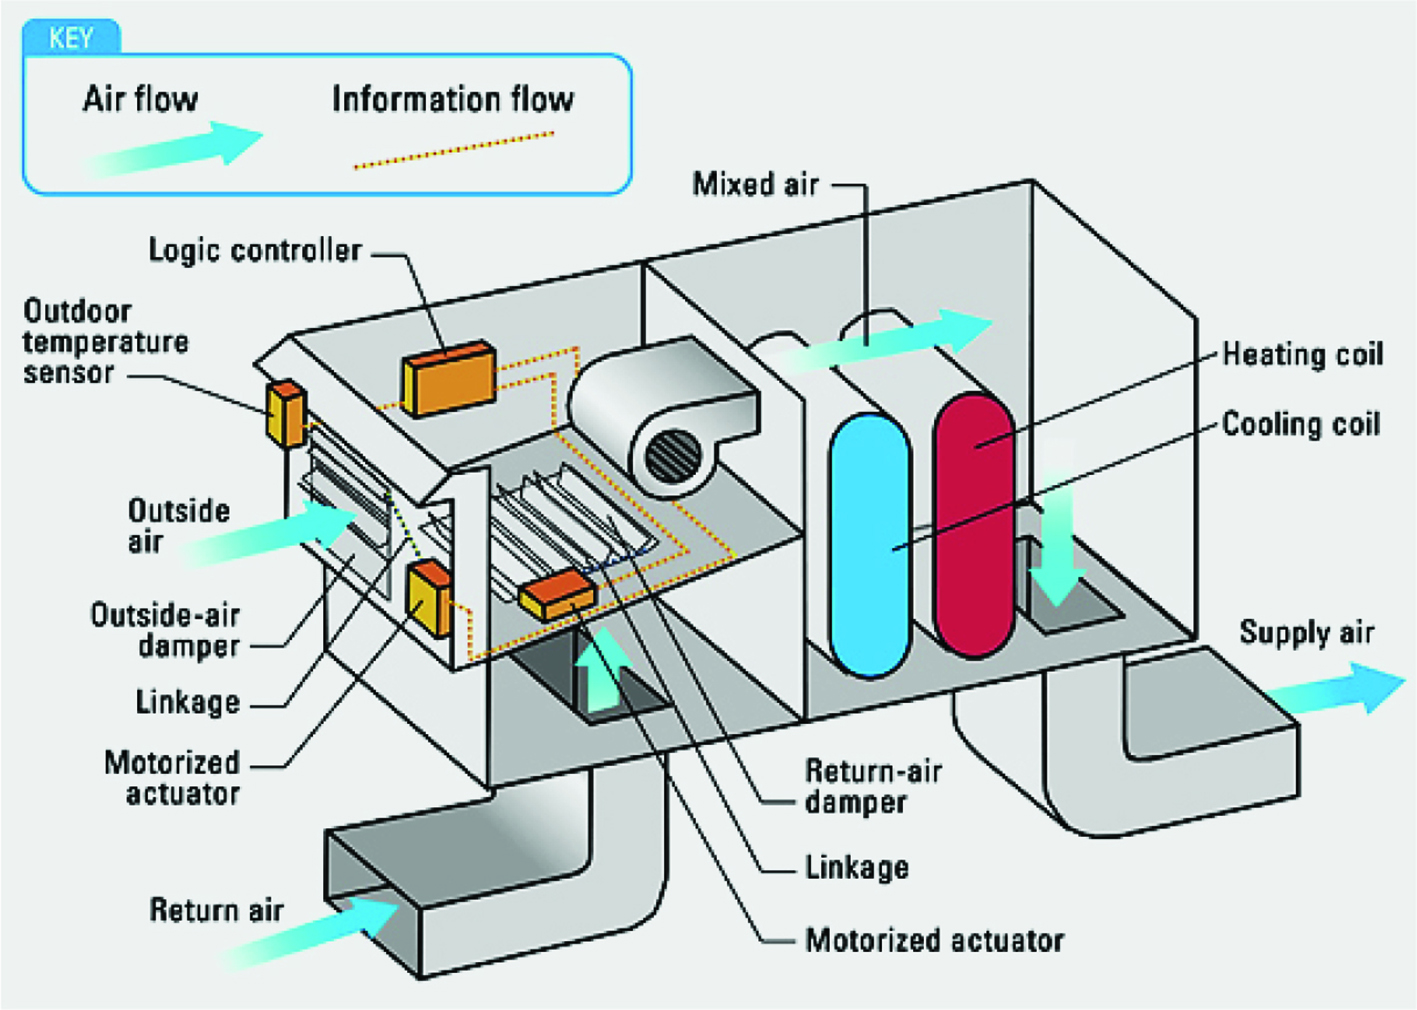 KEY
Air flow
Information flow
Mixed air
Logic controller
Outdoor
temperature
sensor
Heating coil
Cooling coil
Outside
air
Outside-air
damper
Supply air
Linkage
Motorized
actuator
Return-air
damper
Linkage
Return air
Motorized actuator